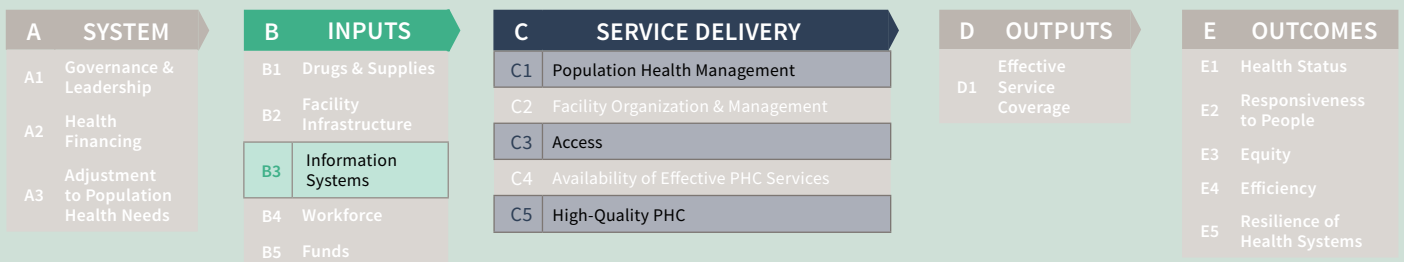 A SYSTEM
A1 Governance &
Leadership
A2 Health
Financing
A3 Adjustment
to Population
Health Needs
B INPUTS
B1 Drugs & Supplies
B2 Facility
Infrastructure
B3 Information
Systems
B4 Workforce
B5 Funds
C SERVICE DELIVERY
C1 Population Health Management
C2 Facility Organization & Management
C3 Access
C4 Availability of Effective PHC Services
C5 High-Quality PHC
D OUTPUTS
D1 Effective
Service
Coverage
E OUTCOMES
E1 Health Status
E2 Responsiveness
to People
E3 Equity
E4 Efficiency
E5 Resilience of
Health Systems